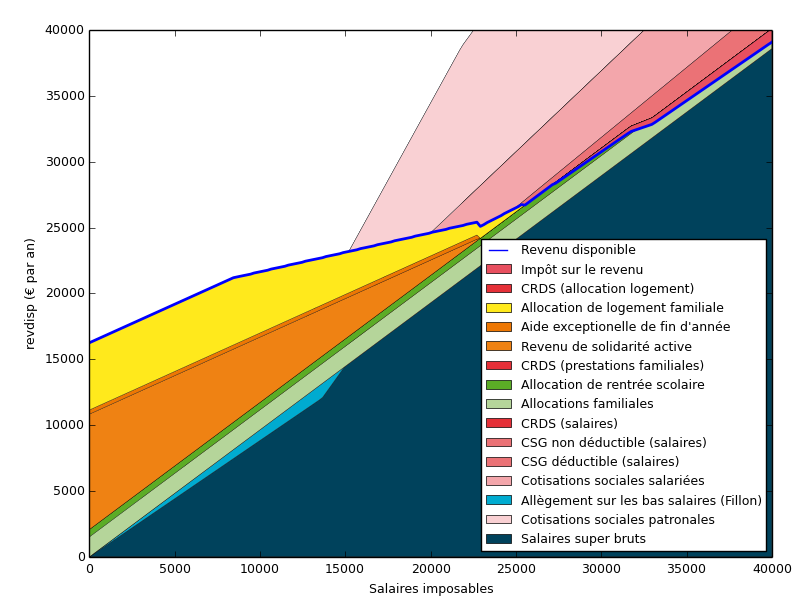 40000
35000
30000
25000
20000
15000
10000
5000
0
revdisp (€ par an)
0 5000 10000 15000 20000 25000 30000 35000 40000
Salaires imposables
Revenu disponible
Impôt sur le revenu
CRDS (allocation logement)
Allocation de logement familiale
Aide exceptionelle de fin d'année
Revenu de solidarité active
CRDS (prestations familiales)
Allocation de rentrée scolaire
Allocations familiales
CRDS (salaires)
CSG non déductible (salaires)
CSG déductible (salaires)
Cotisations sociales salariées
Allègement sur les bas salaires (Fillon)
Cotisations sociales patronales
Salaires super bruts